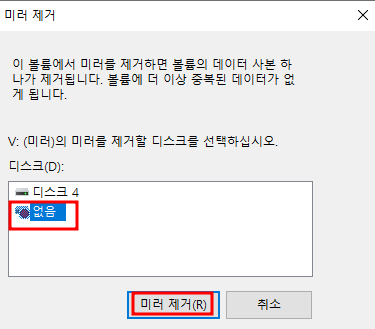 미러 제거
이 볼륨에서 미러를 제거하면 볼륨의 데이터 사본 하
나가 제거됩니다. 볼륨에 더 이상 중복된 데이터가 없
게 됩니다.
V: (미러)의 미러를 제거할 디스크를 선택하십시오.
디스크(D):
디스크 4
없음
미러 제거(R)
취소